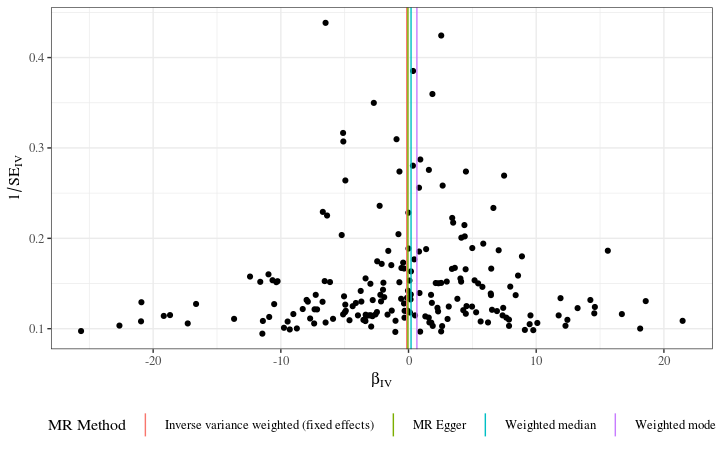 0.4
0.3
0.2
0.1
1/SE_IV
-20
-10
0
10
20
β_IV
MR Method
Inverse variance weighted (fixed effects)
MR Egger
Weighted median
Weighted mode